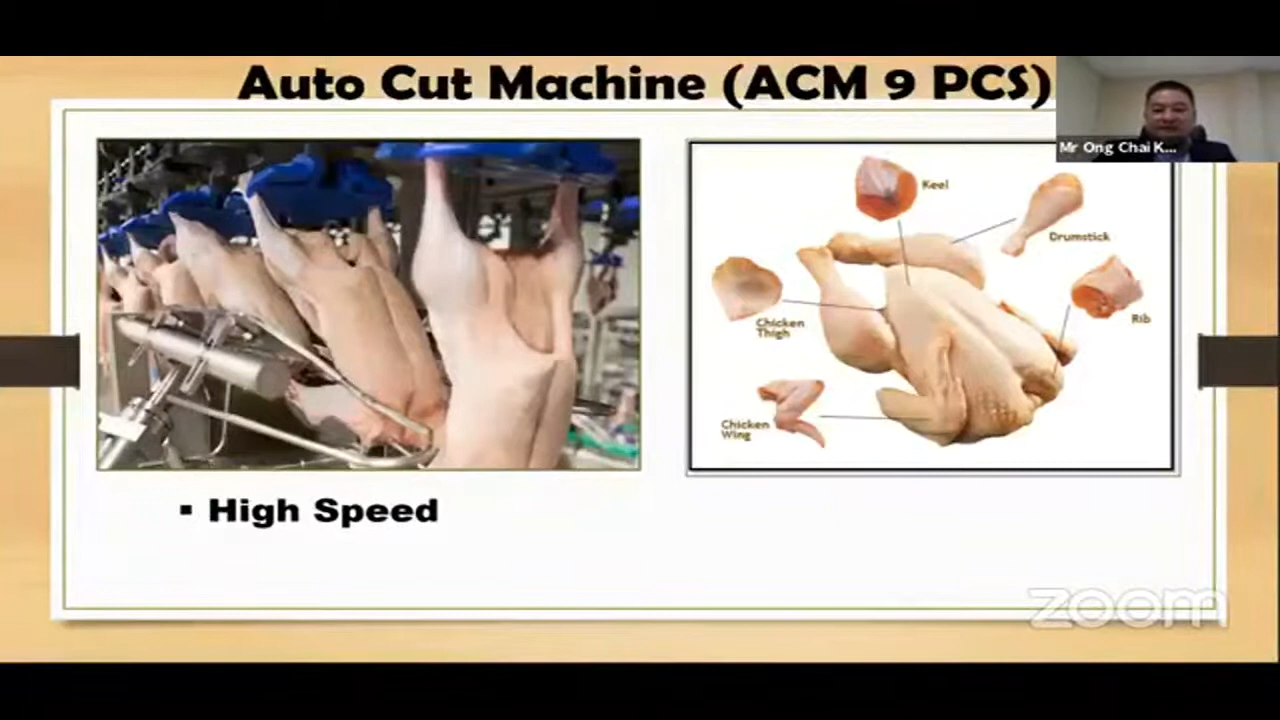 Auto Cut Machine (ACM 9 PCS)
Mr Ong Chai K...
Keel
Drumstick
Rib
Chicken
Thigh
Chicken
Wing
▪ High Speed
zoom